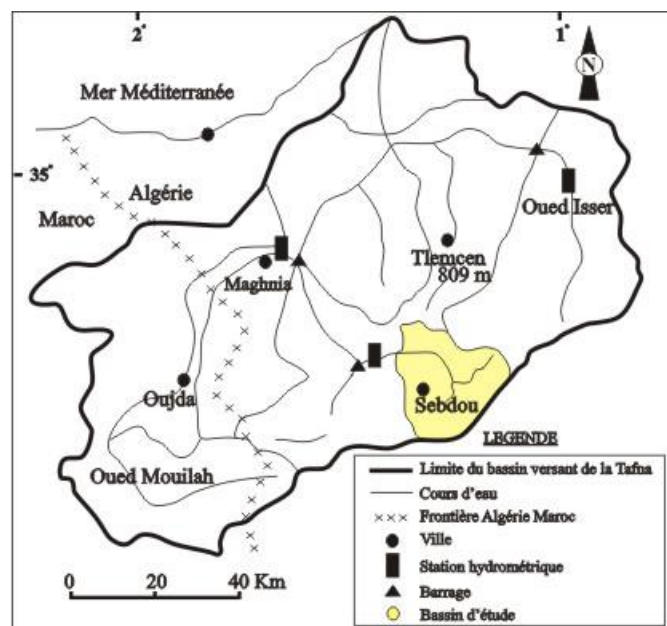 2° 1°
N
Mer Méditerranée
35°
Algérie
Maroc
Oued Isser
Tlemcen
809 m
Maghnia
Oujda
Sebdou
LEGENDE
Oued Mouilah
Limite du bassin versant de la Tafna
Cours d'eau
Frontière Algérie Maroc
Ville
Station hydrométrique
Barrage
Bassin d'étude
0 20 40 Km